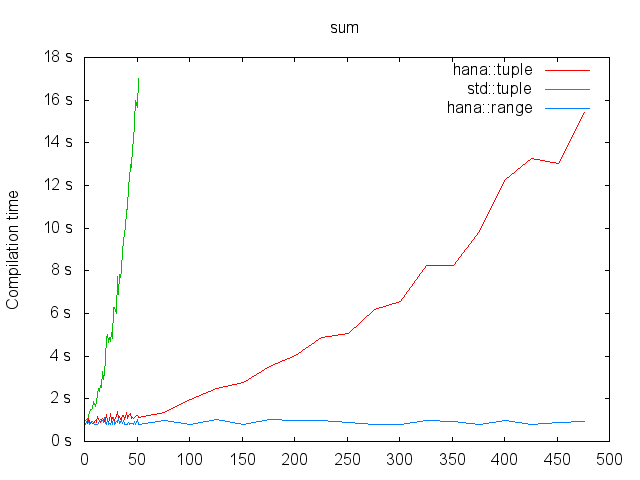 sum
18 s
16 s
14 s
12 s
10 s
8 s
6 s
4 s
2 s
0 s
Compilation time
hana::tuple
std::tuple
hana::range
0 50 100 150 200 250 300 350 400 450 500